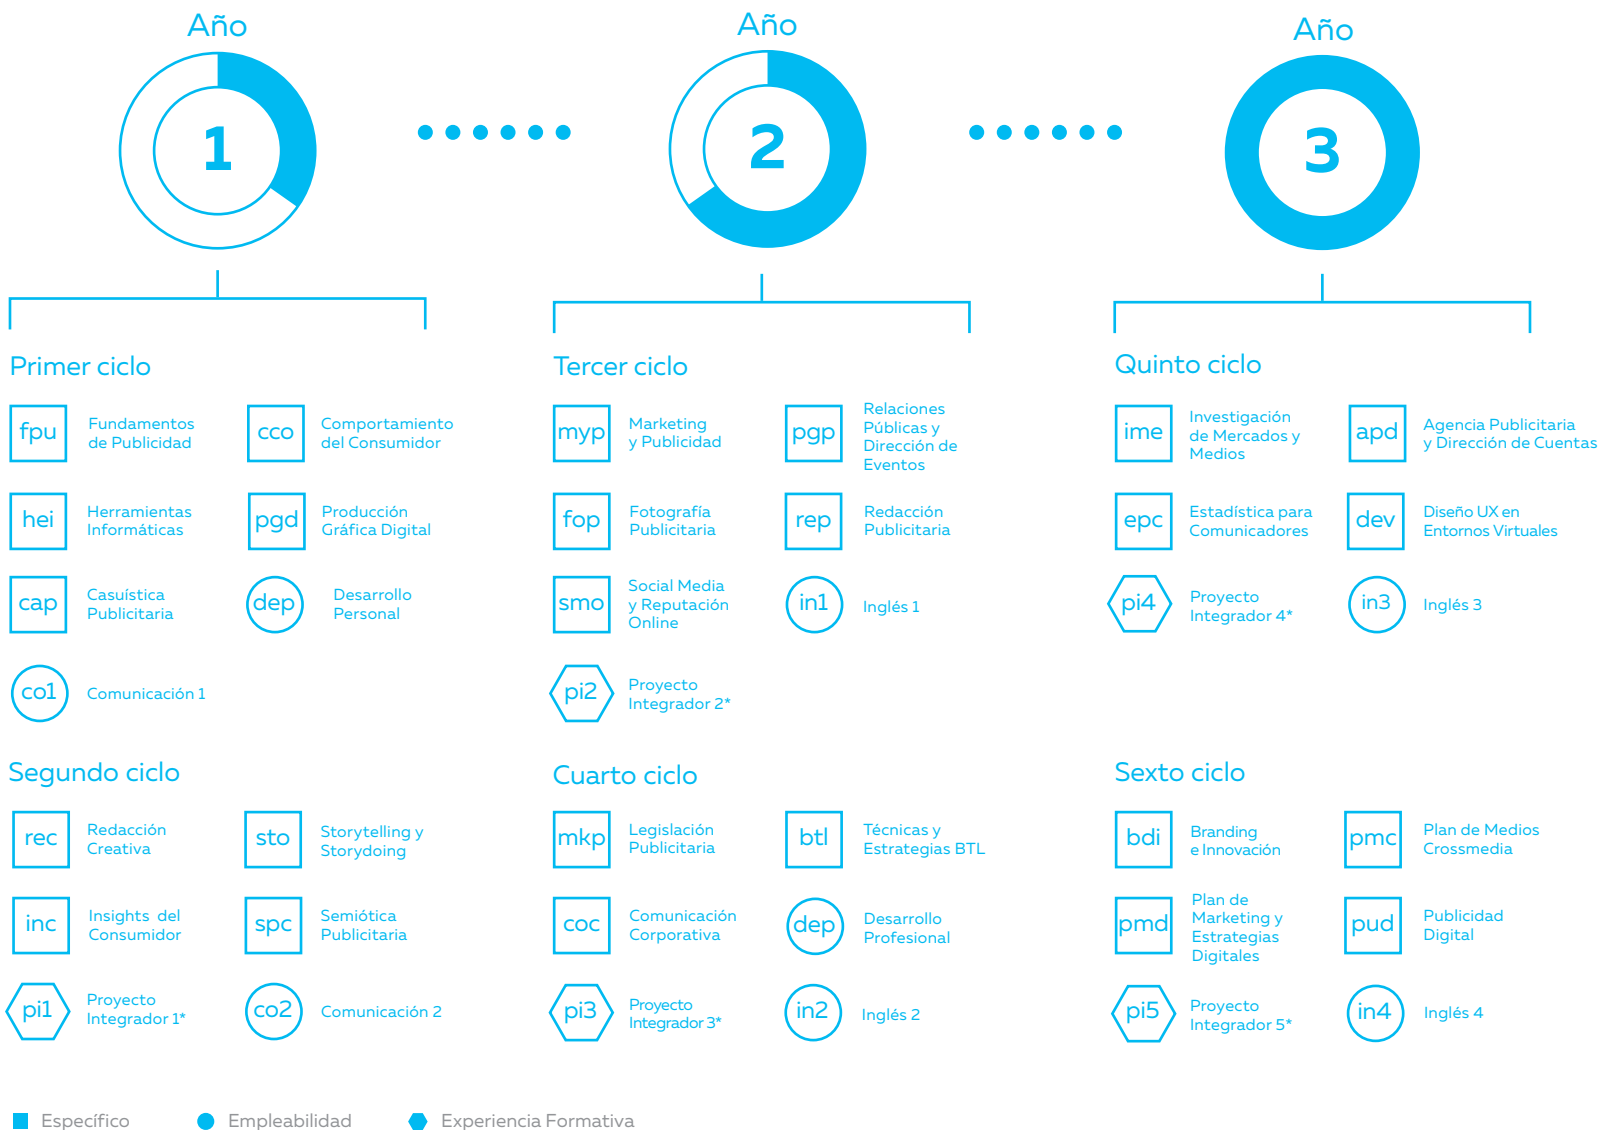 Año
1
Año
2
Año
3
Primer ciclo
fpu
Fundamentos
de Publicidad
cco
Comportamiento
del Consumidor
hei
Herramientas
Informáticas
pgd
Producción
Gráfica Digital
cap
Casuística
Publicitaria
dep
Desarrollo
Personal
co1
Comunicación 1
Segundo ciclo
rec
Redacción
Creativa
sto
Storytelling y
Storydoing
inc
Insights del
Consumidor
spc
Semiótica
Publicitaria
pi1
Proyecto
Integrador 1*
co2
Comunicación 2
Tercer ciclo
myp
Marketing
y Publicidad
pgp
Relaciones
Públicas y
Dirección de
Eventos
fop
Fotografía
Publicitaria
rep
Redacción
Publicitaria
smo
Social Media
y Reputación
Online
in1
Inglés 1
pi2
Proyecto
Integrador 2*
Cuarto ciclo
mkp
Legislación
Publicitaria
btl
Técnicas y
Estrategias BTL
coc
Comunicación
Corporativa
dep
Desarrollo
Profesional
pi3
Proyecto
Integrador 3*
in2
Inglés 2
Quinto ciclo
ime
Investigación
de Mercados y
Medios
apd
Agencia Publicitaria
y Dirección de Cuentas
epc
Estadística para
Comunicadores
dev
Diseño UX en
Entornos Virtuales
pi4
Proyecto
Integrador 4*
in3
Inglés 3
Sexto ciclo
bdi
Branding
e Innovación
pmc
Plan de Medios
Crossmedia
pmd
Plan de
Marketing y
Estrategias
Digitales
pud
Publicidad
Digital
pi5
Proyecto
Integrador 5*
in4
Inglés 4
Específico
Empleabilidad
Experiencia Formativa